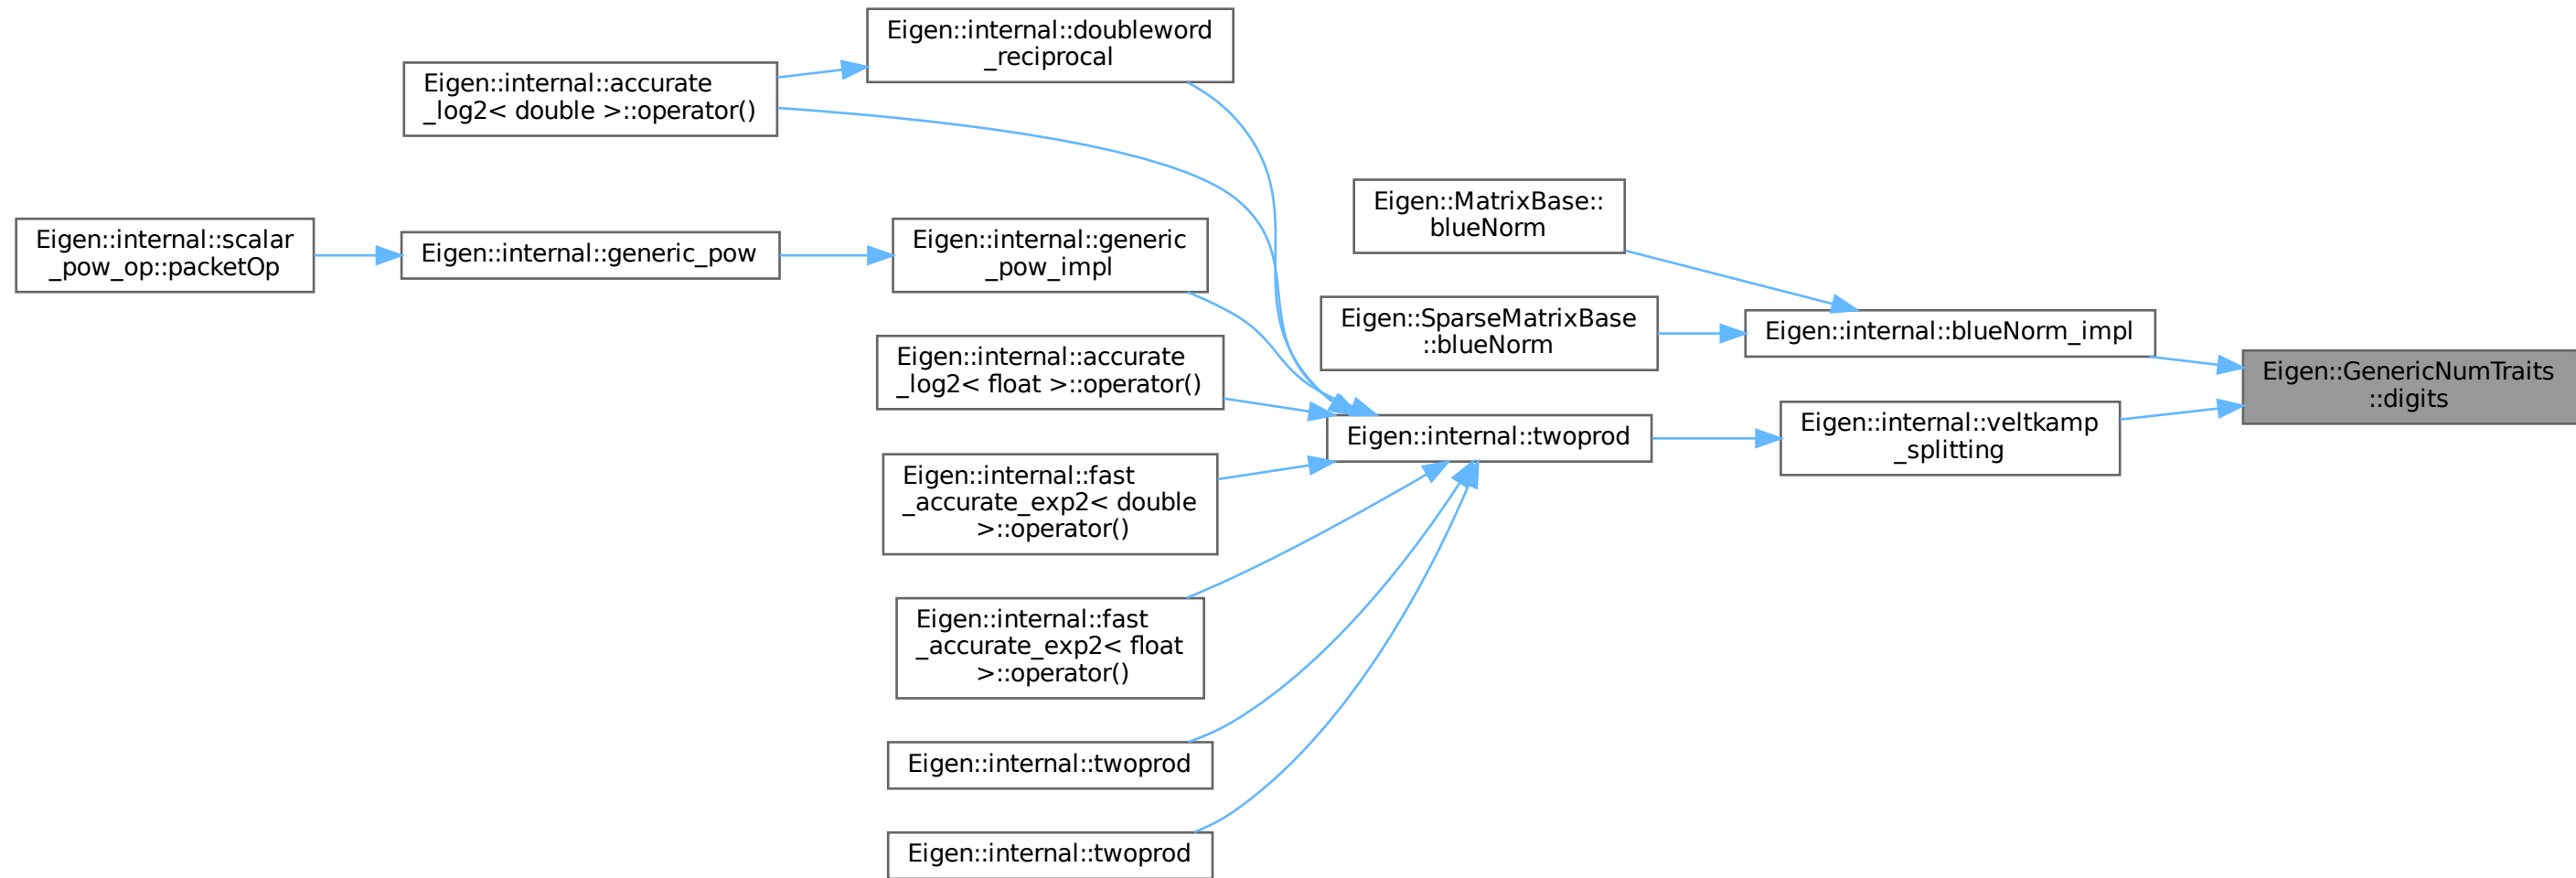 Eigen::internal::doubleword
_reciprocal
Eigen::internal::accurate
_log2< double >::operator()
Eigen::MatrixBase::
blueNorm
Eigen::internal::scalar
_pow_op::packetOp
Eigen::internal::generic_pow
Eigen::internal::generic
_pow_impl
Eigen::SparseMatrixBase
::blueNorm
Eigen::internal::blueNorm_impl
Eigen::internal::accurate
_log2< float >::operator()
Eigen::GenericNumTraits
::digits
Eigen::internal::twoprod
Eigen::internal::veltkamp
_splitting
Eigen::internal::fast
_accurate_exp2< double
>::operator()
Eigen::internal::fast
_accurate_exp2< float
>::operator()
Eigen::internal::twoprod
Eigen::internal::twoprod